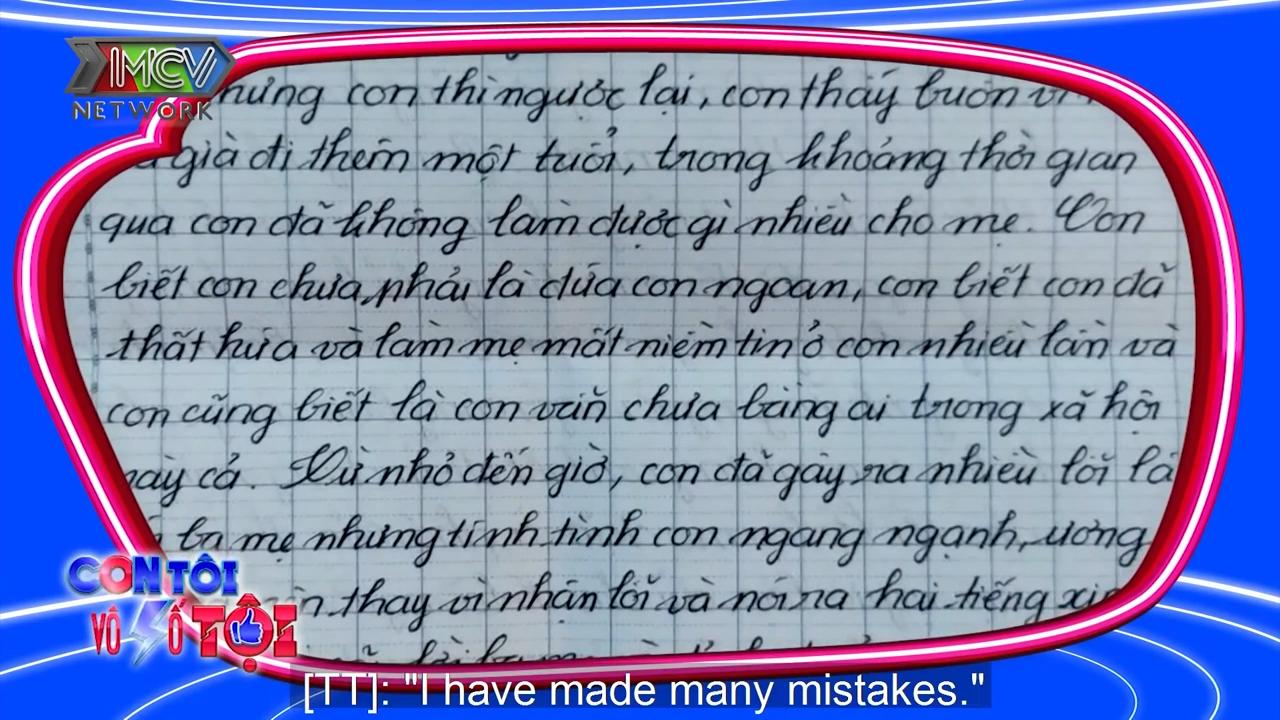 MCV
NETWORK
hưng con thì ngược lại, con thấy buồn vì
già đi thêm một tuổi, trong khoảng thời gian
qua con đã không làm được gì nhiều cho mẹ. Con
biết con chưa phải là đứa con ngoan, con biết con đã
thất hứa và làm mẹ mất niềm tin ở con nhiều lần và
con cũng biết là con vẫn chưa bằng ai trong xã hội
này cả. Từ nhỏ đến giờ, con đã gây ra nhiều lỗi lầ
ba mẹ nhưng tính tình con ngang ngạnh, ương
thay vì nhận lỗi và nói ra hai tiếng xin
CON TÔI
VÔ SỐ TỘI
[TT]: "I have made many mistakes."